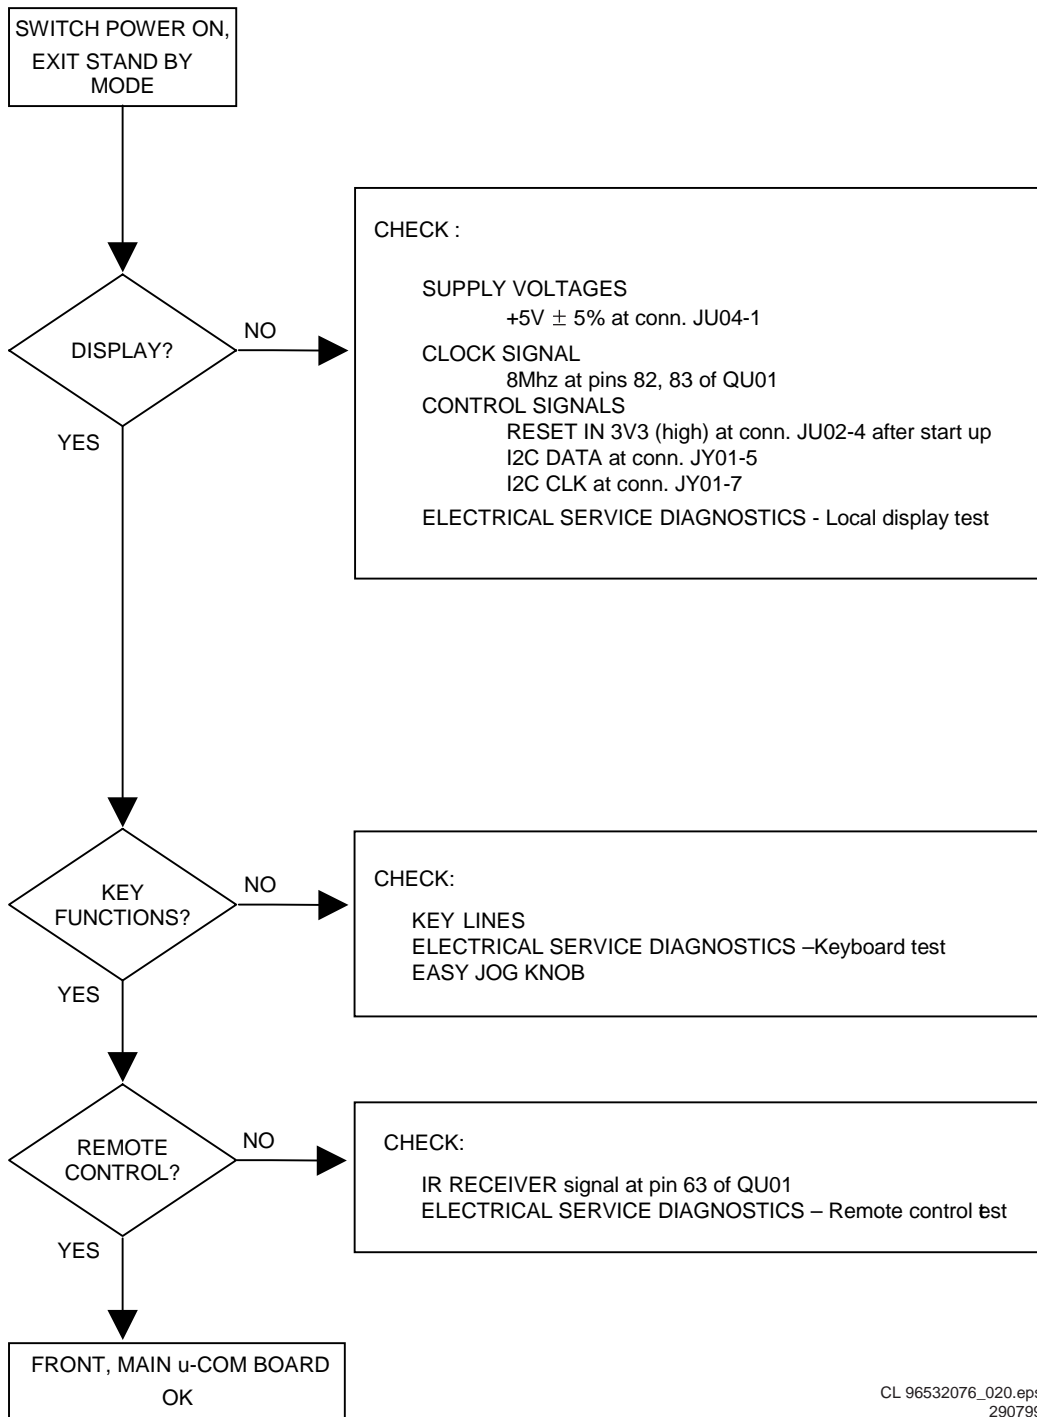 SWITCH POWER ON,
EXIT STAND BY
MODE
DISPLAY?
NO
YES
CHECK :
SUPPLY VOLTAGES
+5V ± 5% at conn. JU04-1
CLOCK SIGNAL
8Mhz at pins 82, 83 of QU01
CONTROL SIGNALS
RESET IN 3V3 (high) at conn. JU02-4 after start up
I2C DATA at conn. JY01-5
I2C CLK at conn. JY01-7
ELECTRICAL SERVICE DIAGNOSTICS - Local display test
KEY
FUNCTIONS?
NO
YES
CHECK:
KEY LINES
ELECTRICAL SERVICE DIAGNOSTICS –Keyboard test
EASY JOG KNOB
REMOTE
CONTROL?
NO
YES
CHECK:
IR RECEIVER signal at pin 63 of QU01
ELECTRICAL SERVICE DIAGNOSTICS – Remote control test
FRONT, MAIN u-COM BOARD
OK
CL 96532076_020.eps
290799